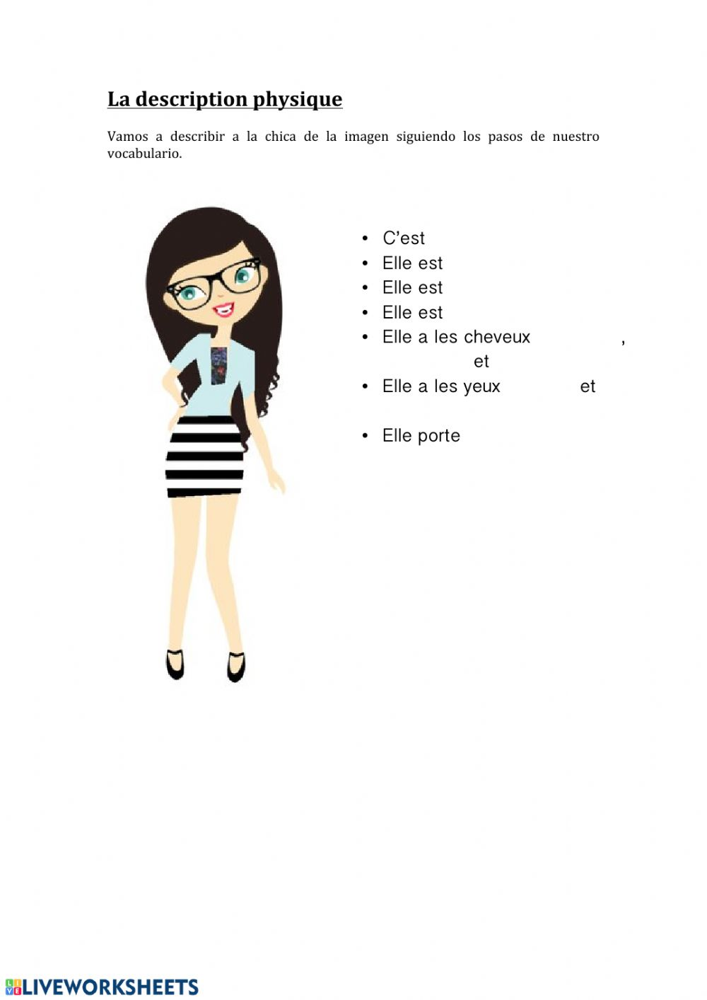 La description physique
Vamos a describir a la chica de la imagen siguiendo los pasos de nuestro
vocabulario.
• C’est
• Elle est
• Elle est
• Elle est
• Elle a les cheveux ,
et
• Elle a les yeux et
• Elle porte
LIVE LIVEWORKSHEETS